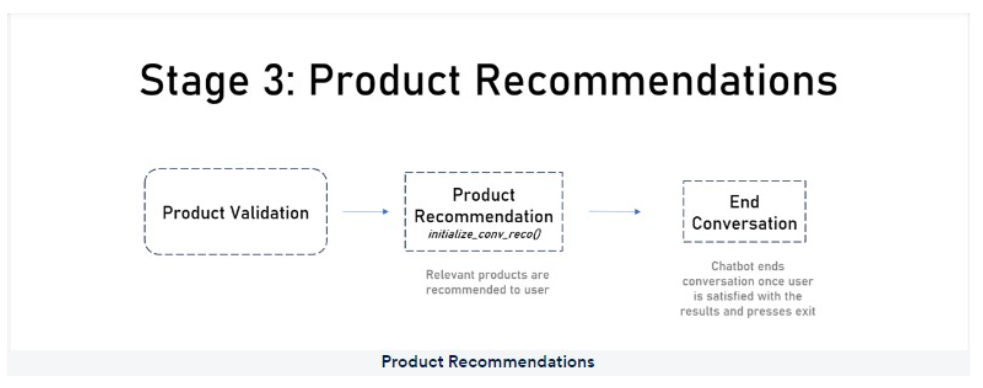 Stage 3: Product Recommendations
Product Validation
Product
Recommendation
initialize_conv_reco()
Relevant products are
recommended to user
End
Conversation
Chatbot ends
conversation once user
is satisfied with the
results and presses exit
Product Recommendations